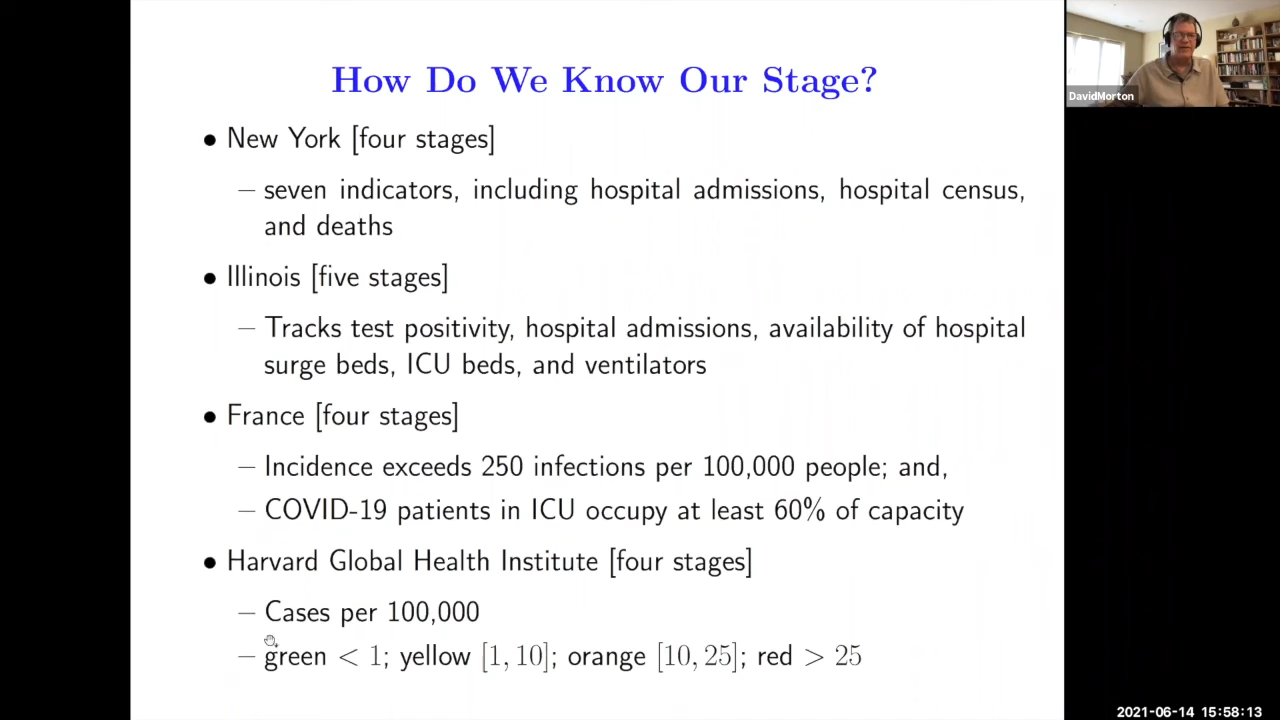 How Do We Know Our Stage?
DavidMorton
• New York [four stages]
– seven indicators, including hospital admissions, hospital census,
and deaths
• Illinois [five stages]
– Tracks test positivity, hospital admissions, availability of hospital
surge beds, ICU beds, and ventilators
• France [four stages]
– Incidence exceeds 250 infections per 100,000 people; and,
– COVID-19 patients in ICU occupy at least 60% of capacity
• Harvard Global Health Institute [four stages]
– Cases per 100,000
– green < 1; yellow [1, 10]; orange [10, 25]; red > 25
2021-06-14 15:58:13